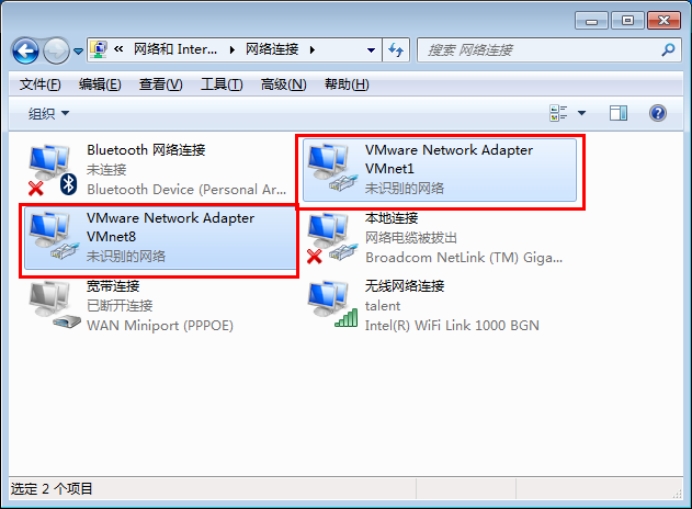 « 网络和 Inter... ▸ 网络连接 ▸
搜索 网络连接
文件(F) 编辑(E) 查看(V) 工具(T) 高级(N) 帮助(H)
组织
Bluetooth 网络连接
未连接
Bluetooth Device (Personal Ar...
VMware Network Adapter
VMnet1
未识别的网络
VMware Network Adapter
VMnet8
未识别的网络
本地连接
网络电缆被拔出
Broadcom NetLink (TM) Giga...
宽带连接
已断开连接
WAN Miniport (PPPOE)
无线网络连接
talent
Intel(R) WiFi Link 1000 BGN
选定 2 个项目